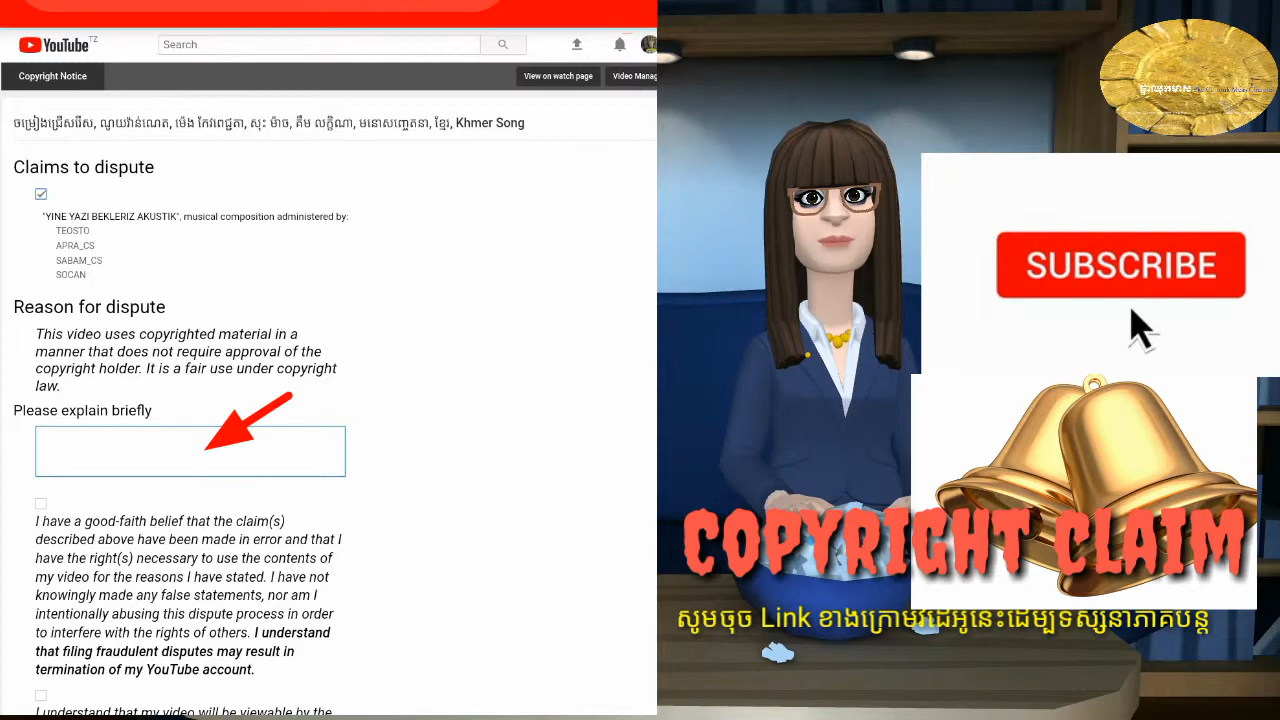 YouTube TZ
Search
Copyright Notice
View on watch page
Video Manag
ចម្រៀងជ្រើសរើស, ណូយវ៉ាន់ណេត, ម៉េង កែវពេជ្ជតា, សុះ ម៉ាច, គឹម លក្ខិណា, មនោសញ្ចេតនា, ខ្មែរ, Khmer Song
Claims to dispute
"YINE YAZI BEKLERIZ AKUSTIK", musical composition administered by:
TEOSTO
APRA_CS
SABAM_CS
SOCAN
Reason for dispute
This video uses copyrighted material in a
manner that does not require approval of the
copyright holder. It is a fair use under copyright
law.
Please explain briefly
I have a good-faith belief that the claim(s)
described above have been made in error and that I
have the right(s) necessary to use the contents of
my video for the reasons I have stated. I have not
knowingly made any false statements, nor am I
intentionally abusing this dispute process in order
to interfere with the rights of others. I understand
that filing fraudulent disputes may result in
termination of my YouTube account.
I understand that my video will be viewable by the
SUBSCRIBE
COPYRIGHT CLAIM
សូមចុច Link ខាងក្រោមវីដេអូនេះដើម្បីទស្សនាភាគបន្ត